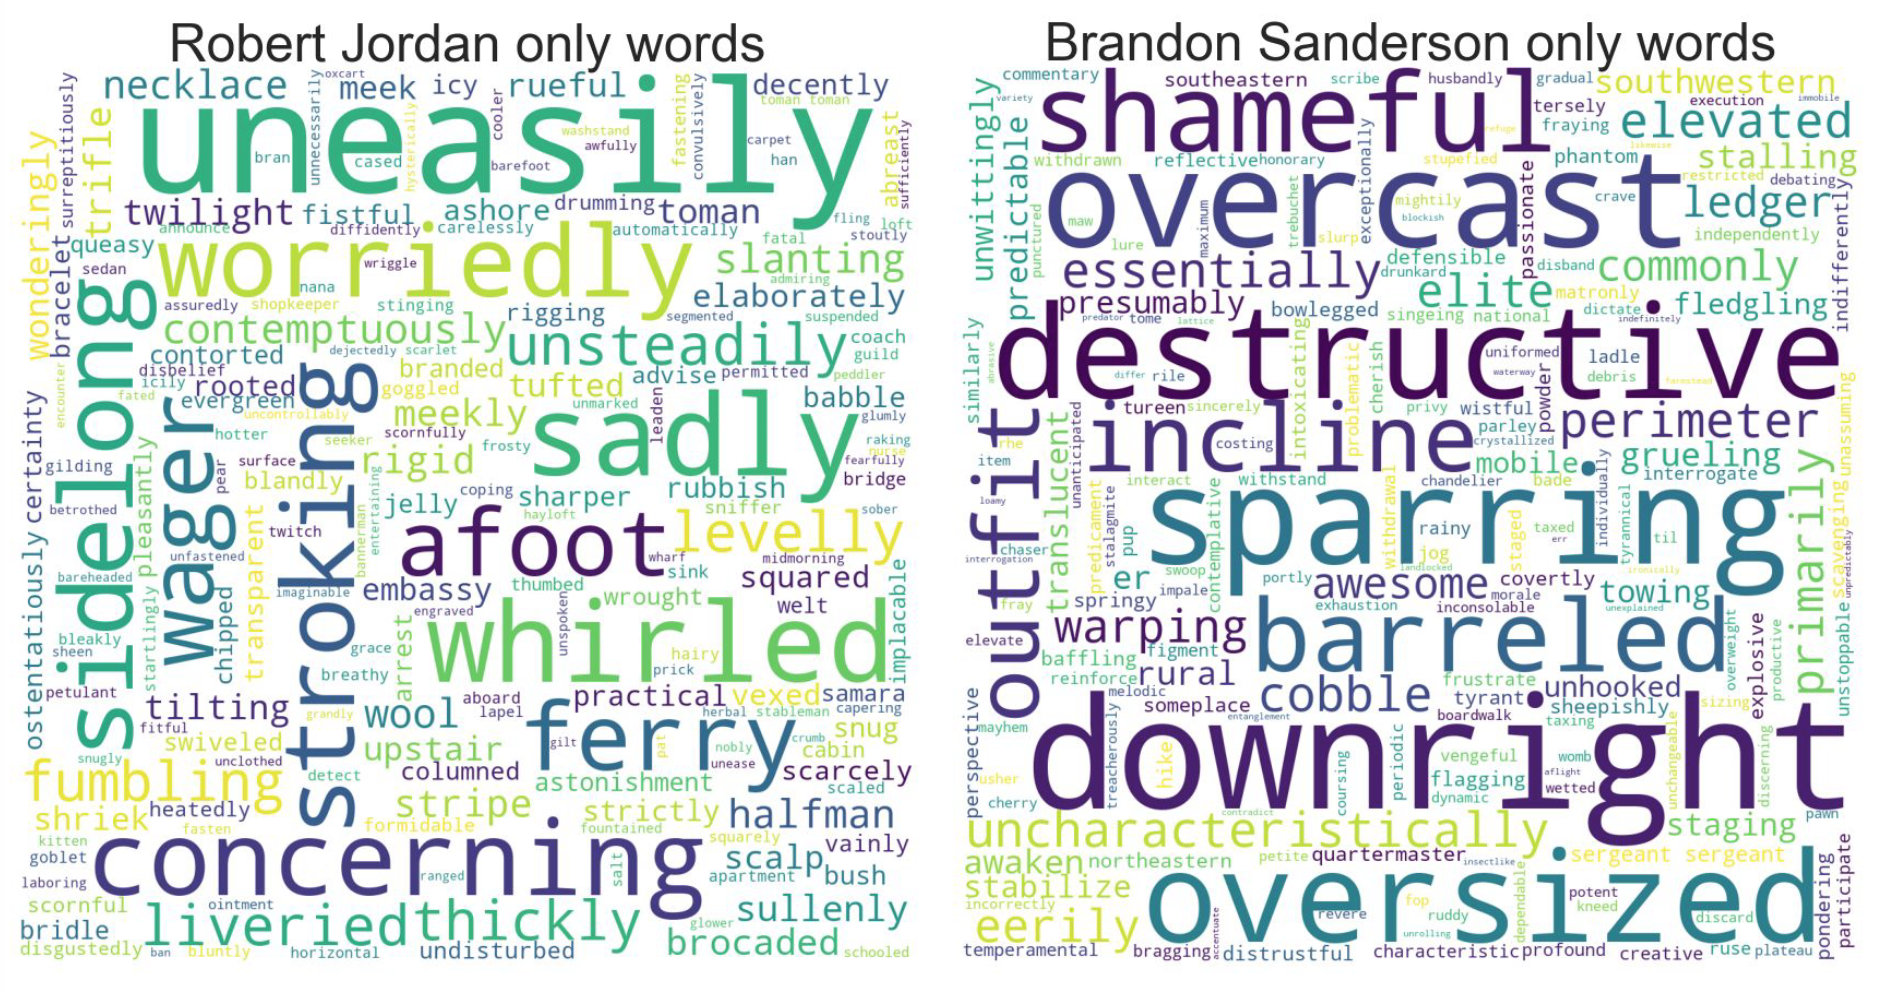 Robert Jordan only words
necklace
unnecessarily
oxcart
meek
icy
rueful
decently
surreptitiously
uneasily
cooler
fastening
convulsively
toman toman
trifle
washstand
awfully
carpet
abreast
sufficiently
wonderingly
bran
cased
hysterically
barefoot
han
twilight
fistful
ashore
drumming
toman
fling
loft
announce
diffidently
carelessly
automatically
stoutly
bracelet
queasy
worriedly
fatal
slanting
sedan
wriggle
admiring
sidelong
nana
elaborately
assuredly
shopkeeper
stinging
rigging
segmented
suspended
contemptuously
unsteadily
coach
contorted
dejectedly
scarlet
guild
disbelief
branded
advise
permitted
peddler
encounter
icily
rooted
goggled
tufted
babble
fated
evergreen
stroking
meekly
unmarked
leaden
sadly
glumly
uncontrollably
ostentatiously
certainty
wager
hotter
seeker
scornfully
frosty
raking
nurse
gilding
pleasantly
pear
surface
rigid
fearfully
blandly
entertaining
coping
sharper
rubbish
bridge
betrothed
jelly
hayloft
sniffer
sober
transparent
twitch
bannerman
afoot
levelly
unfastened
wharf
midmorning
bareheaded
startlingly
chipped
imaginable
embassy
thumbed
sink
squared
implacable
engraved
unspoken
wrought
welt
bleakly
sheen
grace
arrest
whirled
hairy
breathy
prick
petulant
tilting
aboard
practical
vexed
samara
fitful
grandly
wool
lapel
ferry
herbal
stableman
capering
swiveled
upstair
gilt
pat
nobly
crumb
snug
snugly
unclothed
unease
cabin
fumbling
detect
columned
astonishment
scarcely
scaled
shriek
heatedly
stripe
strictly
halfman
fasten
formidable
fountained
squarely
vainly
kitten
goblet
concerning
scalp
laboring
ranged
salt
apartment
bush
scornful
ointment
liveried
thickly
glower
sullenly
bridle
disgustedly
ban
bluntly
horizontal
undisturbed
brocaded
schooled
Brandon Sanderson only words
commentary
southeastern
scribe
husbandly
gradual
southwestern
unwittingly
variety
shameful
tersely
execution
immobile
predictable
refuge
fraying
elevated
exceptionally
likewise
withdrawn
reflective
honorary
stupefied
phantom
stalling
go
overcast
passionate
restricted
debating
punctured
maw
trebuchet
maximum
mightily
blockish
crave
ledger
indifferently
lure
slurp
independently
essentially
defensible
drunkard
disband
commonly
presumably
bowlegged
elite
matronly
fledgling
similarly
predator
tome
lattice
singeing
national
dictate
indefinitely
abrasive
destructive
intoxicating
problematic
cherish
uniformed
ladle
differ
rile
waterway
debris
farmstead
unassuming
outfit
translucent
unanticipated
tureen
sincerely
privy
wistful
powder
perimeter
incline
costing
parley
crystallized
rhe
item
mobile
grueling
interact
withstand
chandelier
bade
individually
interrogate
primarily
loamy
predicament
stalagmite
contemplative
sparring
withdrawal
rainy
staged
taxed
tyrannical
scavenging
unpredictably
chaser
pup
err
til
interrogation
jog
landlocked
ironically
er
swoop
portly
awesome
covertly
towing
fray
springy
impale
exhaustion
morale
inconsolable
unexplained
elevate
warping
barreled
overweight
explosive
productive
unstoppable
baffling
figment
reinforce
rural
frustrate
perspective
melodic
cobble
tyrant
unhooked
someplace
sheepishly
sizing
mayhem
treacherously
entanglement
boardwalk
taxing
downright
hike
coursing
periodic
vengeful
womb
unchangeable
discerning
usher
flagging
aflight
cherry
dynamic
wetted
contradict
pawn
uncharacteristically
staging
awaken
northeastern
petite
quartermaster
insectlike
sergeant sergeant
pondering
participate
stabilize
oversized
incorrectly
dependable
potent
fop
kneed
eerily
revere
ruddy
discard
accentuate
unrolling
temperamental
bragging
distrustful
characteristic
profound
creative
ruse
plateau